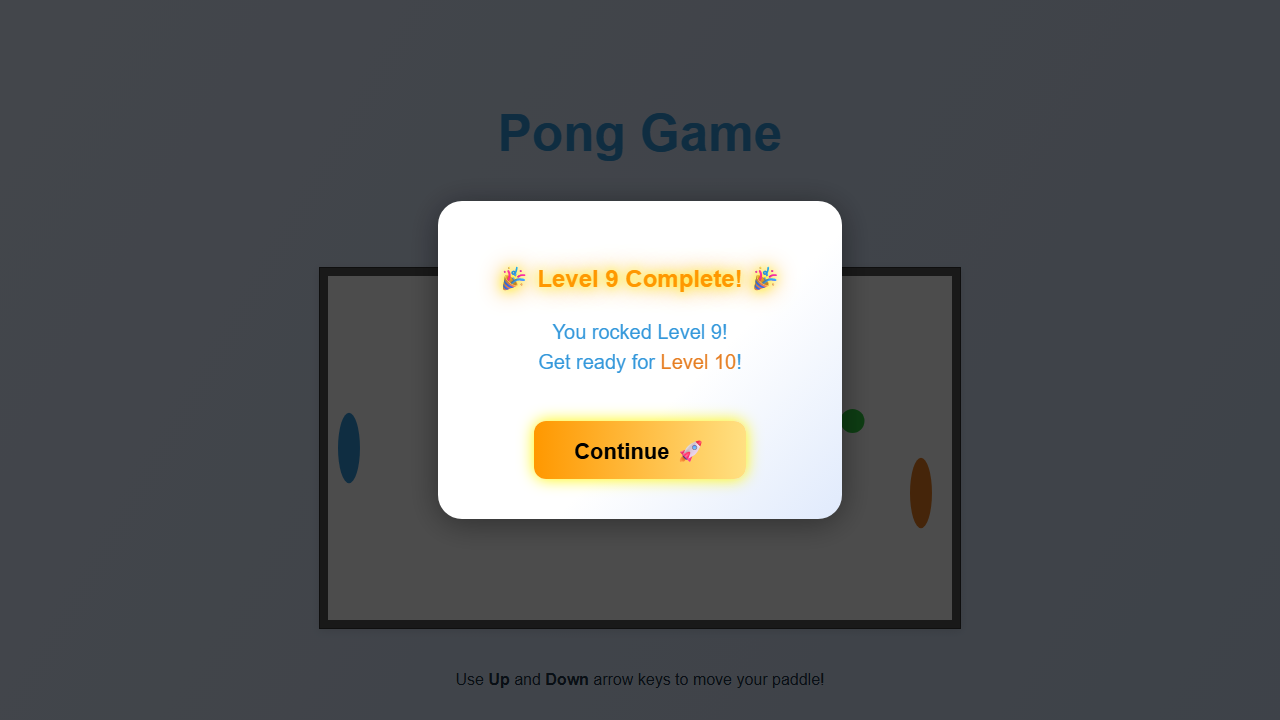 Pong Game
🎉 Level 9 Complete! 🎉
You rocked Level 9!
Get ready for Level 10!
Continue 🚀
Use Up and Down arrow keys to move your paddle!